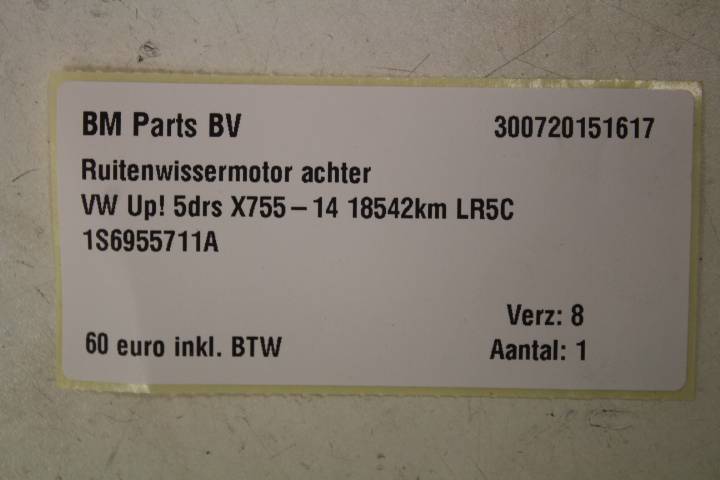 BM Parts BV 300720151617
Ruitenwissermotor achter
VW Up! 5drs X755-14 18542km LR5C
1S6955711A
Verz: 8
60 euro inkl. BTW Aantal: 1